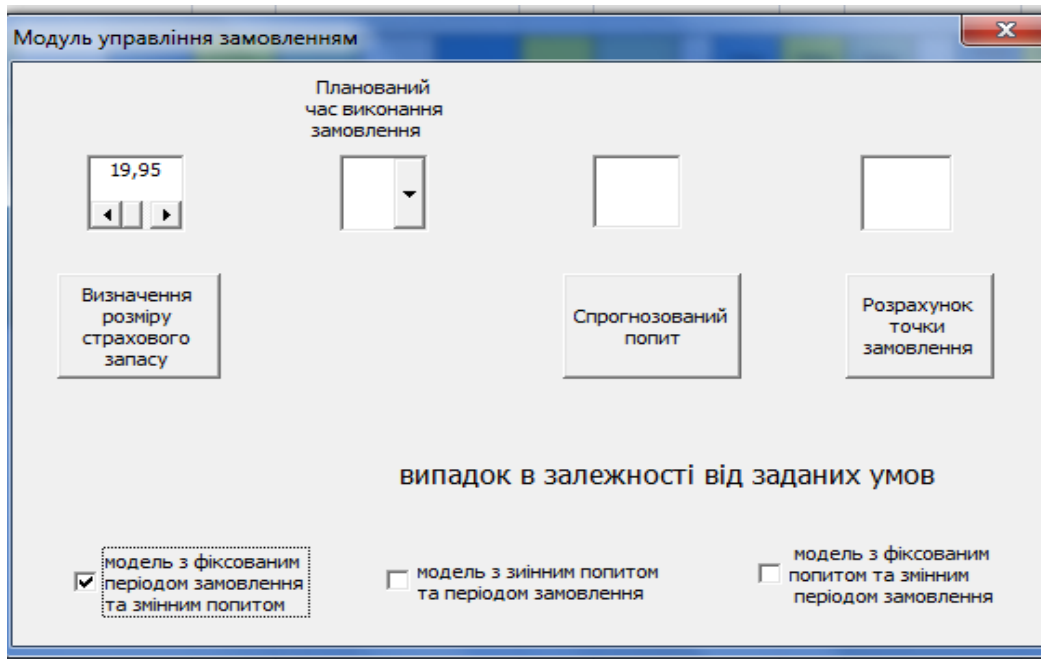 Модуль управління замовленням
Планований
час виконання
замовлення
19,95
Визначення
розміру
страхового
запасу
Спрогнозований
попит
Розрахунок
точки
замовлення
випадок в залежності від заданих умов
модель з фіксованим
періодом замовлення
та змінним попитом
модель з зиінним попитом
та періодом замовлення
модель з фіксованим
попитом та змінним
періодом замовлення